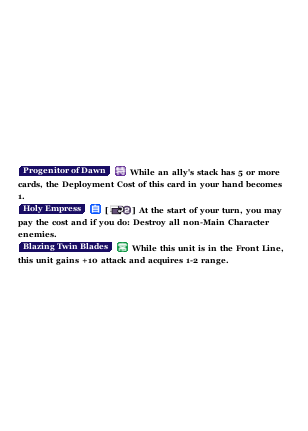 Progenitor of Dawn While an ally's stack has 5 or more
cards, the Deployment Cost of this card in your hand becomes
1.
Holy Empress [ ] At the start of your turn, you may
pay the cost and if you do: Destroy all non-Main Character
enemies.
Blazing Twin Blades While this unit is in the Front Line,
this unit gains +10 attack and acquires 1-2 range.